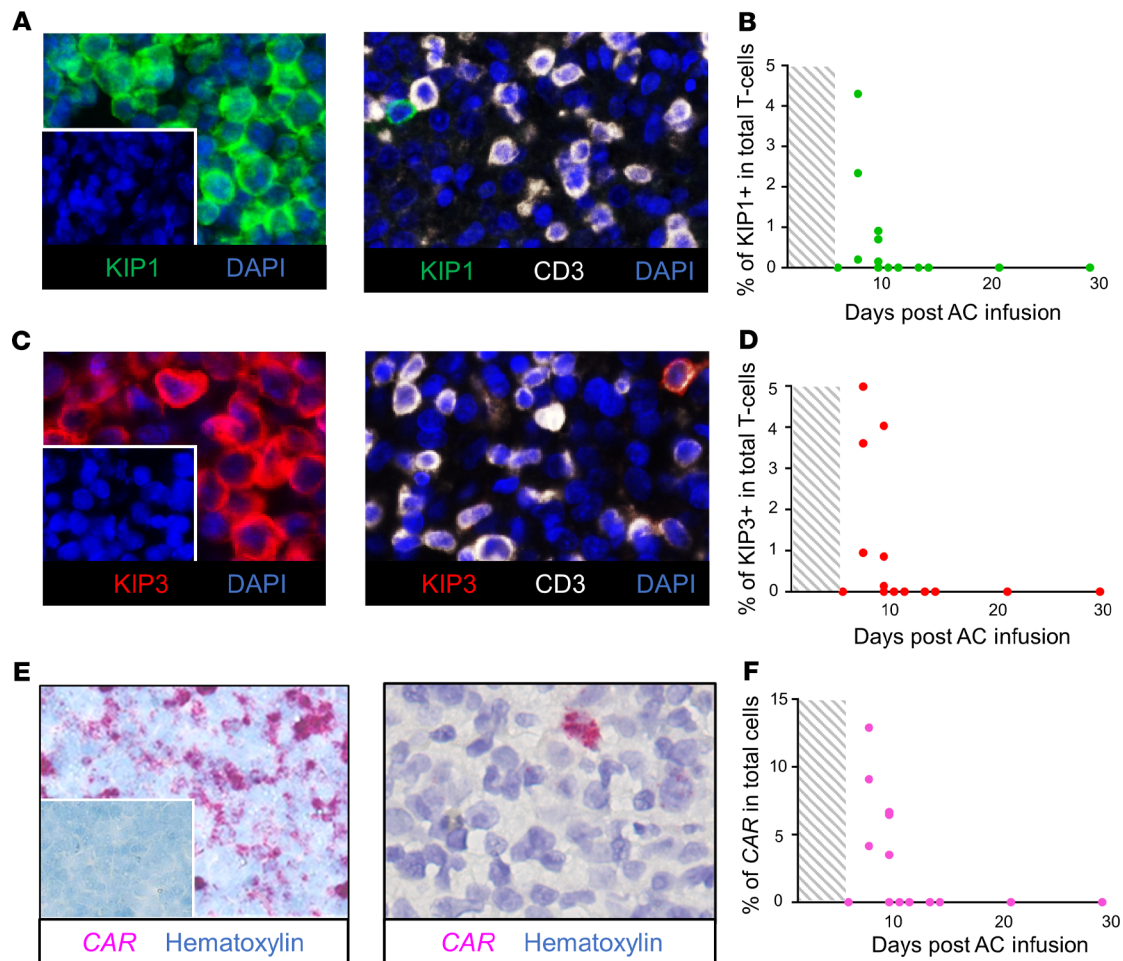 A
KIP1 DAPI
KIP1 CD3 DAPI
B
% of KIP1+ in total T-cells
5
4
3
2
1
0
10 20 30
Days post AC infusion
C
KIP3 DAPI
KIP3 CD3 DAPI
D
% of KIP3+ in total T-cells
5
4
3
2
1
0
10 20 30
Days post AC infusion
E
CAR Hematoxylin
CAR Hematoxylin
F
% of CAR in total cells
15
10
5
0
10 20 30
Days post AC infusion